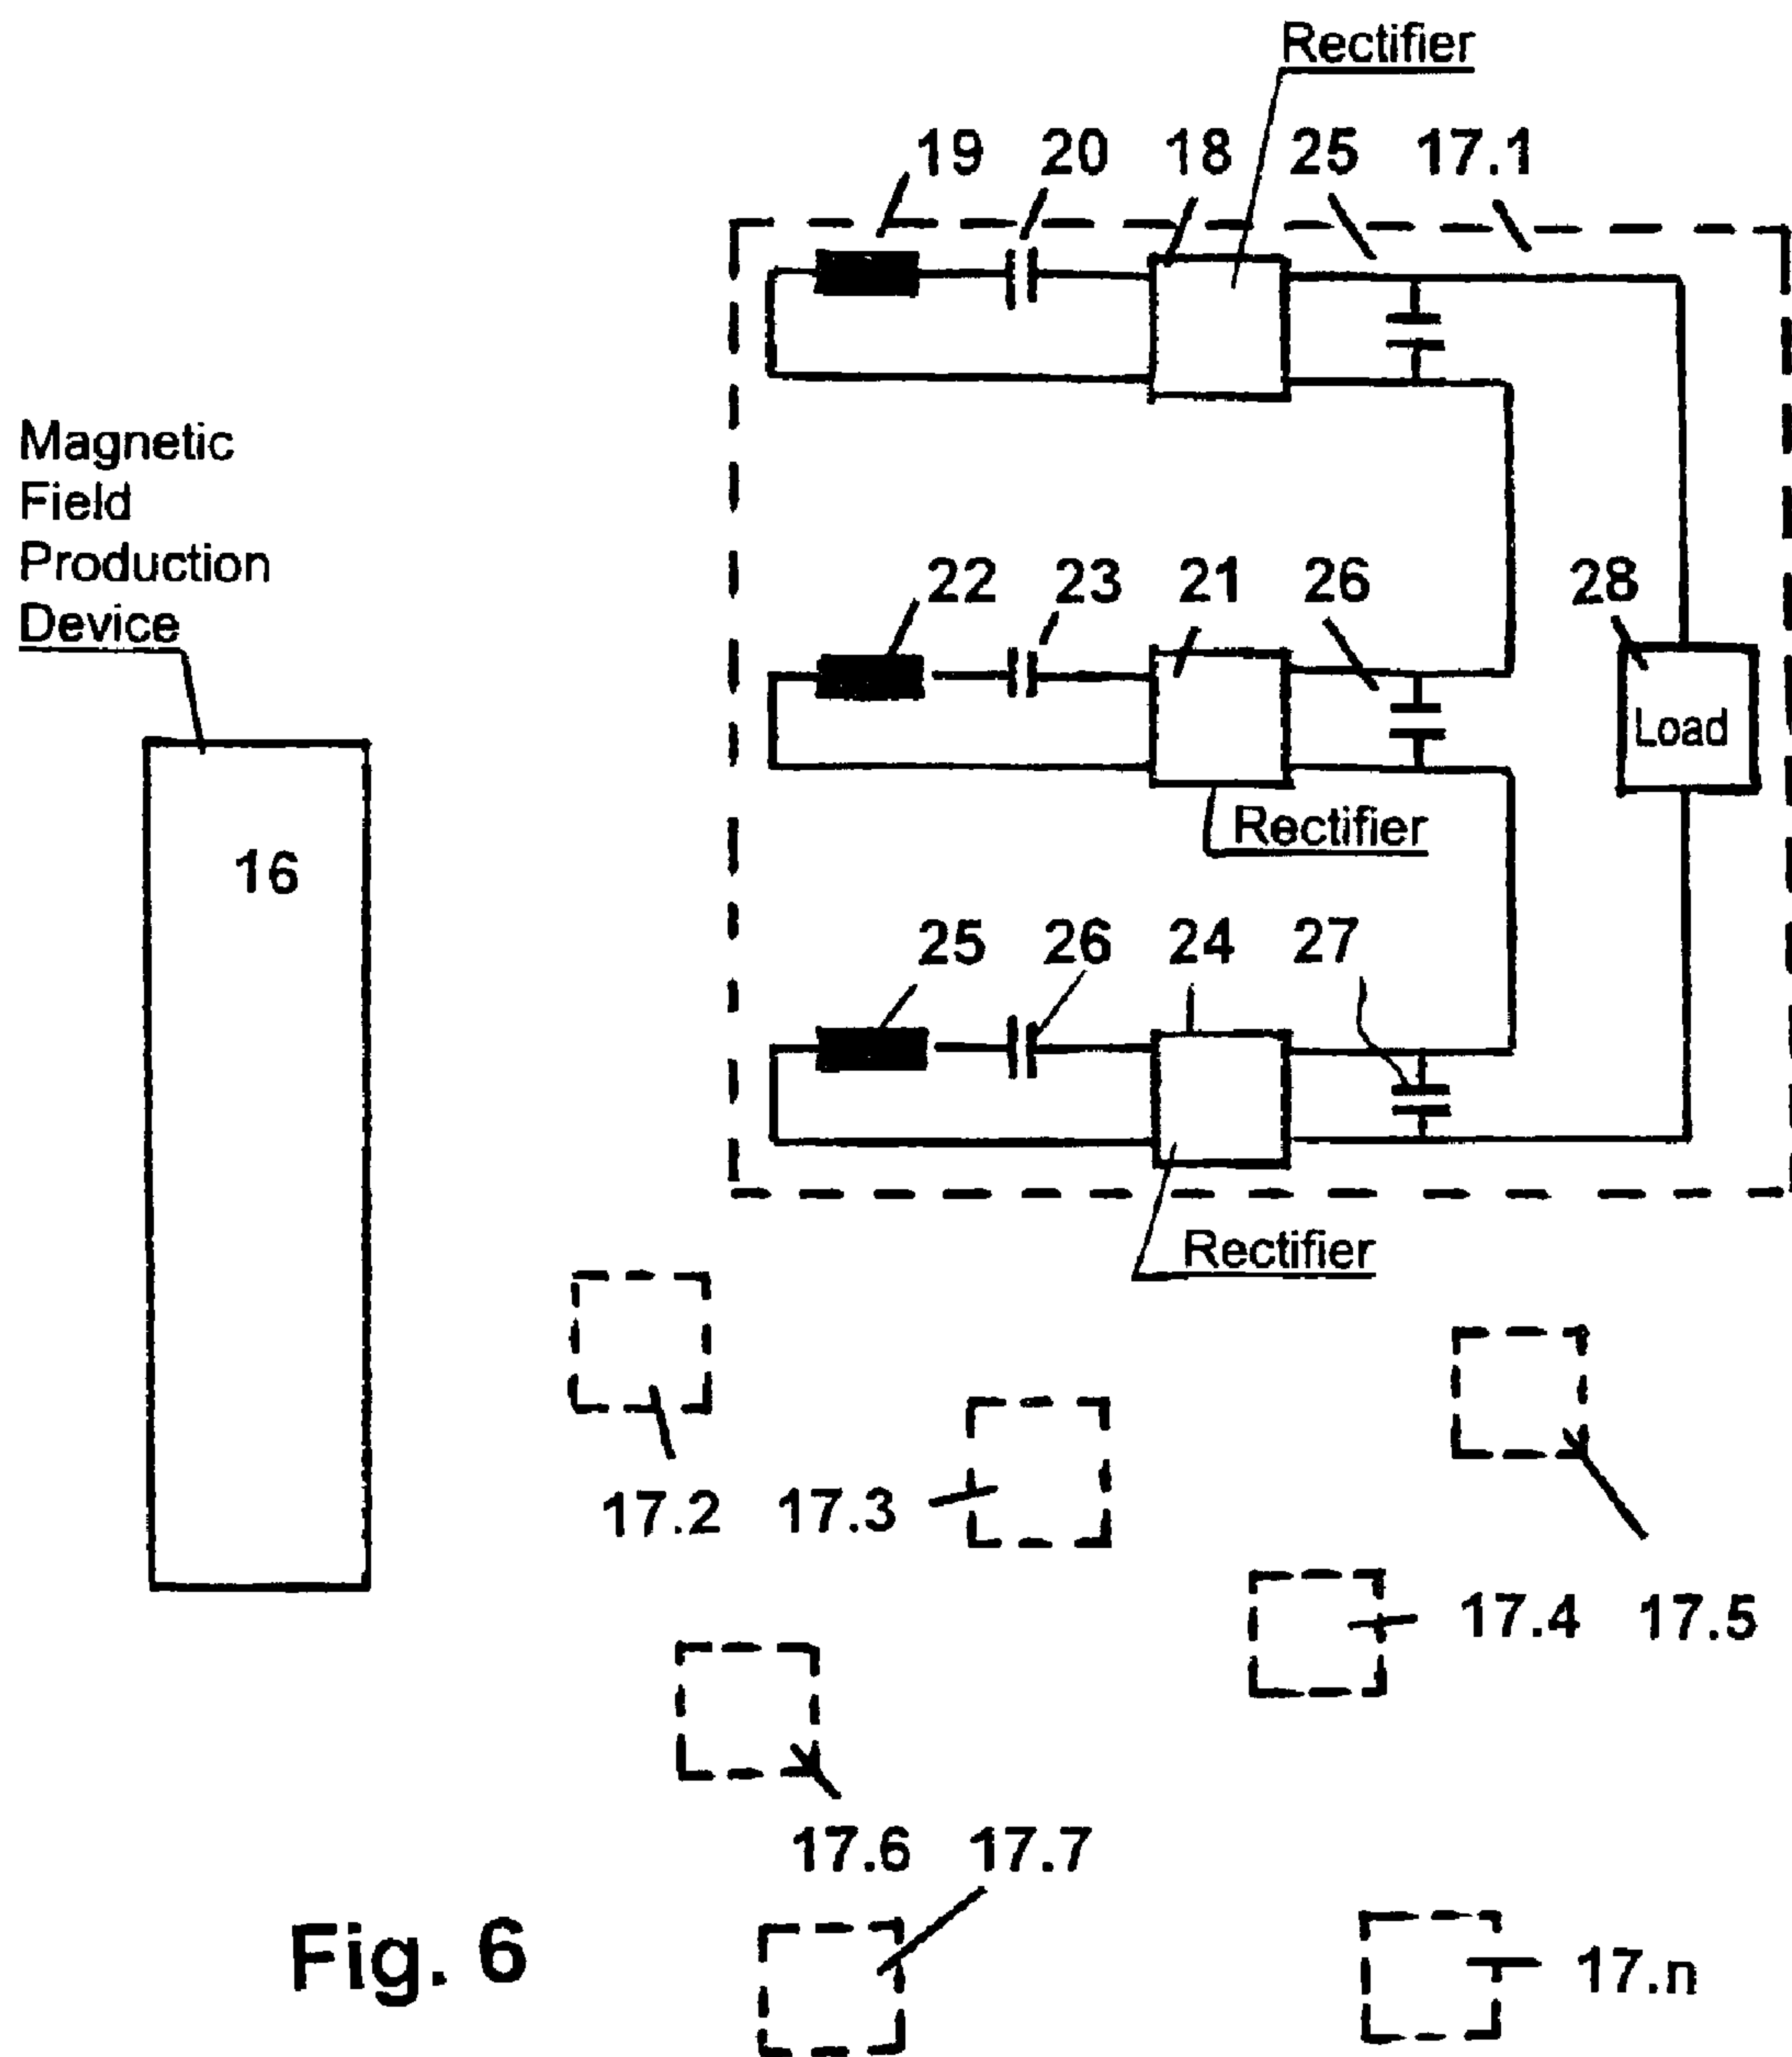 Rectifier
19 20 18 25 17.1
Magnetic
Field
Production
Device
22 23 21 26 28
Load
Rectifier
16
25 26 24 27
Rectifier
17.2 17.3
17.4 17.5
17.6 17.7
Fig. 6
17.n